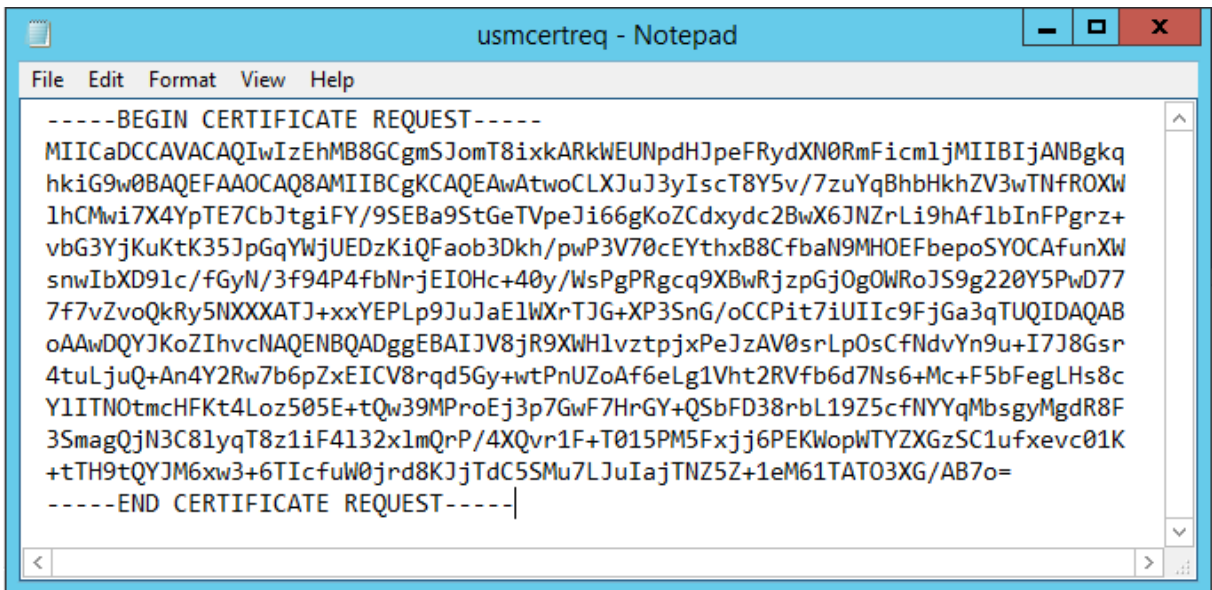 usmcertreq - Notepad
File Edit Format View Help
-----BEGIN CERTIFICATE REQUEST-----
MIICaDCCAVACAQIwIzEhMB8GCgmSJomT8ixkARkWEUNpdHJpeFRydXN0RmFicmljMIIBIjANBgkq
hkiG9w0BAQEFAAOCAQ8AMIIBCgKCAQEAwAtwoCLXJuJ3yIscT8Y5v/7zuYqBhbHkhZV3wTNfROXW
lhCMwi7X4YpTE7CbJtgiFY/9SEBa9StGeTVpeJi66gKoZCdxydc2BwX6JNZrLi9hAflbInFPgrz+
vbG3YjKuKtK35JpGqYWjUEDzKiQFaob3Dkh/pwP3V70cEYthxB8CfbaN9MHOEFbepoSYOCAfunXW
snwIbXD9lc/fGyN/3f94P4fbNrjEIOHc+40y/WsPgPRgcq9XBwRjzpGjOgOWRoJS9g220Y5PwD77
7f7vZvoQkRy5NXXXATJ+xxYEPLp9JuJaElWXrTJG+XP3SnG/oCCPit7iUIIc9FjGa3qTUQIDAQAB
oAAwDQYJKoZIhvcNAQENBQADggEBAIJV8jR9XWHlvztpjxPeJzAV0srLpOsCfNdvYn9u+I7J8Gsr
4tuLjuQ+An4Y2Rw7b6pZxEICV8rqd5Gy+wtPnUZoAf6eLg1Vht2RVfb6d7Ns6+Mc+F5bFegLHs8c
YlITNOtmcHFKt4Loz505E+tQw39MProEj3p7GwF7HrGY+QSbFD38rbL19Z5cfNYYqMbsgyMgdR8F
3SmagQjN3C8lyqT8z1iF4l32xlmQrP/4XQvr1F+T015PM5Fxjj6PEKWopWTYZXGzSC1ufxevc01K
+tTH9tQYJM6xw3+6TIcfuW0jrd8KJjTdC5SMu7LJuIajTNZ5Z+1eM61TATO3XG/AB7o=
-----END CERTIFICATE REQUEST-----